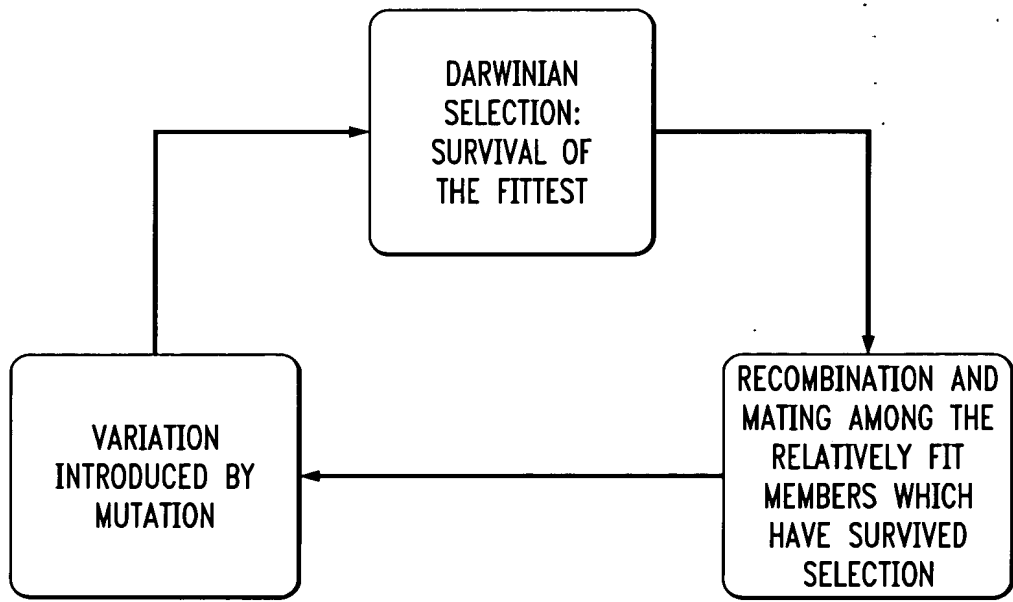 DARWINIAN
SELECTION:
SURVIVAL OF
THE FITTEST
RECOMBINATION AND
MATING AMONG THE
RELATIVELY FIT
MEMBERS WHICH
HAVE SURVIVED
SELECTION
VARIATION
INTRODUCED BY
MUTATION